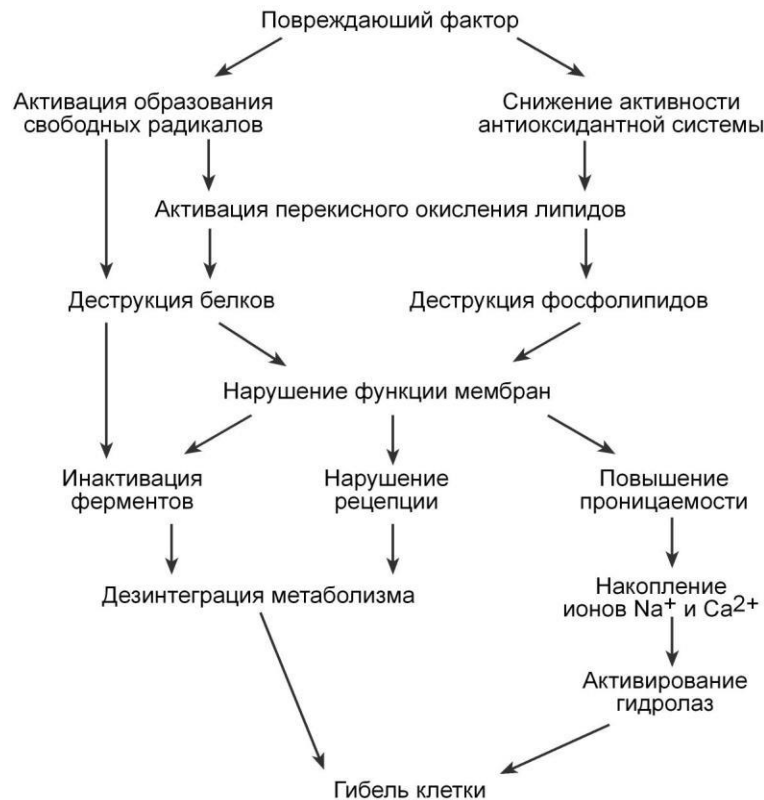 Повреждаюший фактор
Активация образования
свободных радикалов
Снижение активности
антиоксидантной системы
Активация перекисного окисления липидов
Деструкция белков
Деструкция фосфолипидов
Нарушение функции мембран
Инактивация
ферментов
Нарушение
рецепции
Повышение
проницаемости
Дезинтеграция метаболизма
Накопление
ионов Na⁺ и Ca²⁺
Активирование
гидролаз
Гибель клетки